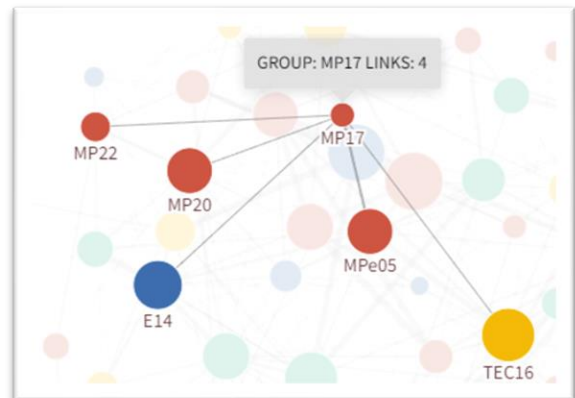 GROUP: MP17 LINKS: 4
MP22
MP17
MP20
MPe05
E14
TEC16